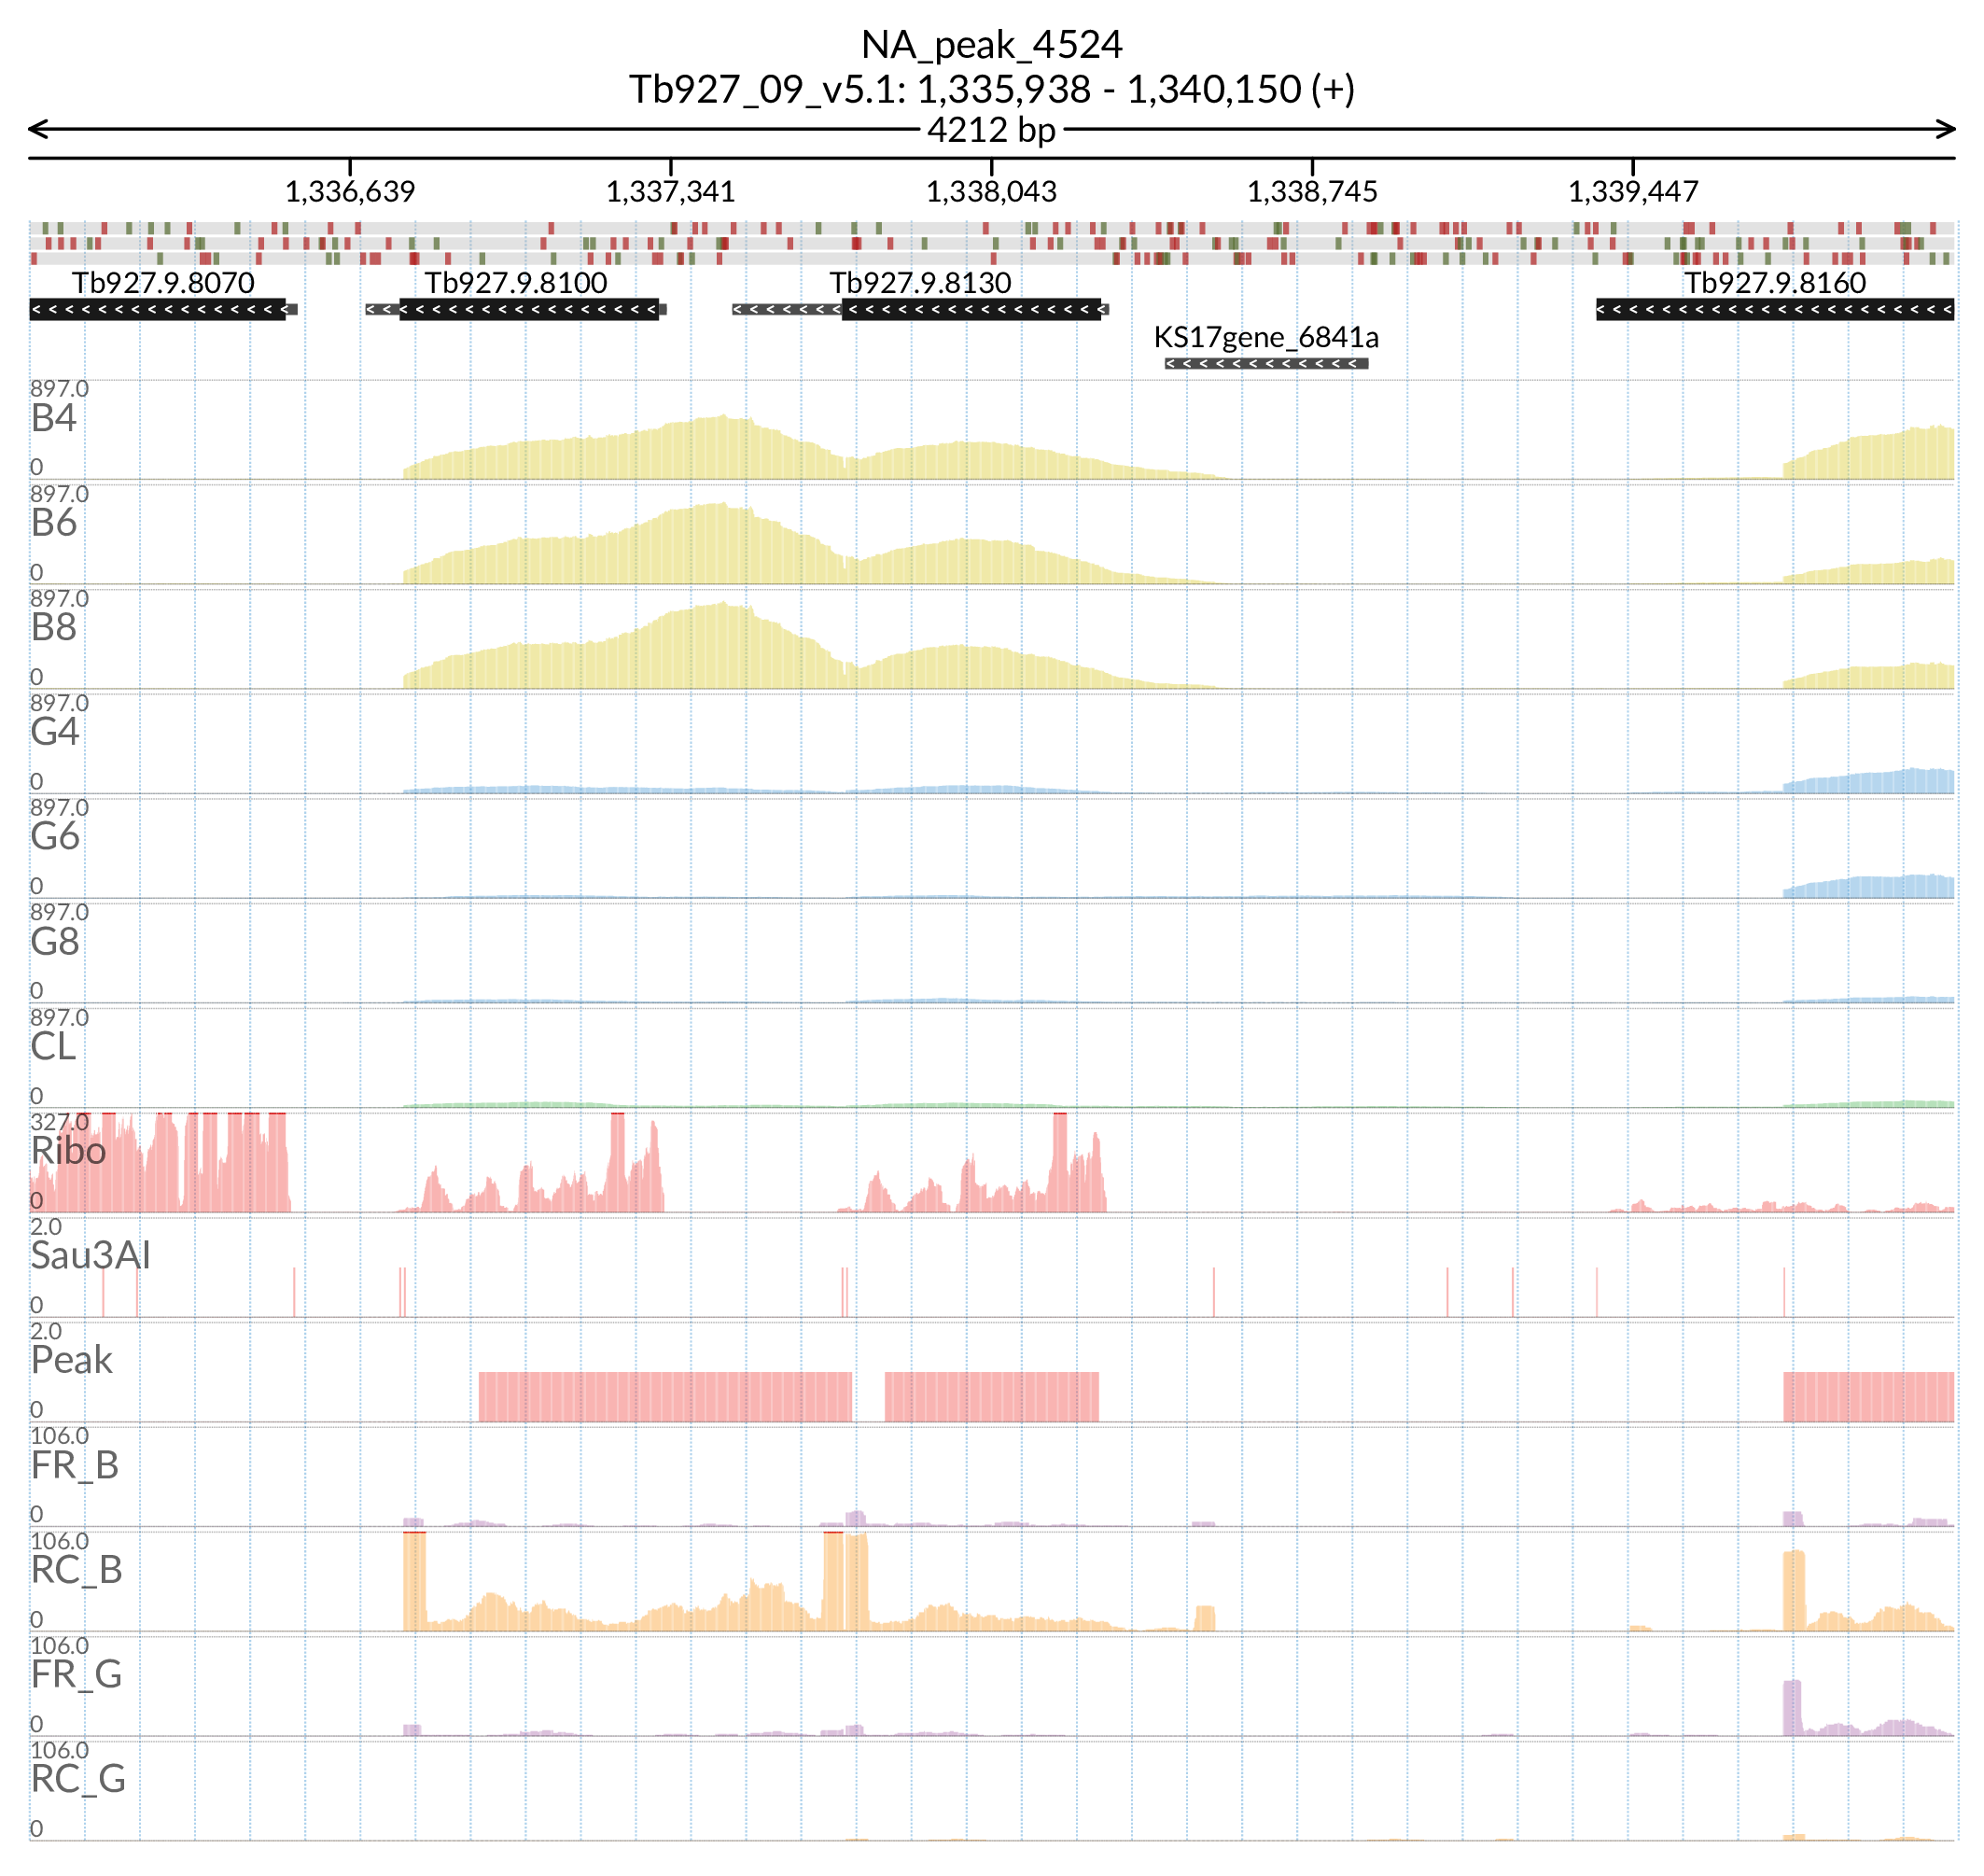 NA_peak_4524
Tb927_09_v5.1: 1,335,938 - 1,340,150 (+)
4212 bp
1,336,639 1,337,341 1,338,043 1,338,745 1,339,447
Tb927.9.8070 Tb927.9.8100 Tb927.9.8130 Tb927.9.8160
KS17gene_6841a
897.0
B4
0
897.0
B6
0
897.0
B8
0
897.0
G4
0
897.0
G6
0
897.0
G8
0
897.0
CL
0
327.0
Ribo
0
2.0
Sau3AI
0
2.0
Peak
0
106.0
FR_B
0
106.0
RC_B
0
106.0
FR_G
0
106.0
RC_G
0